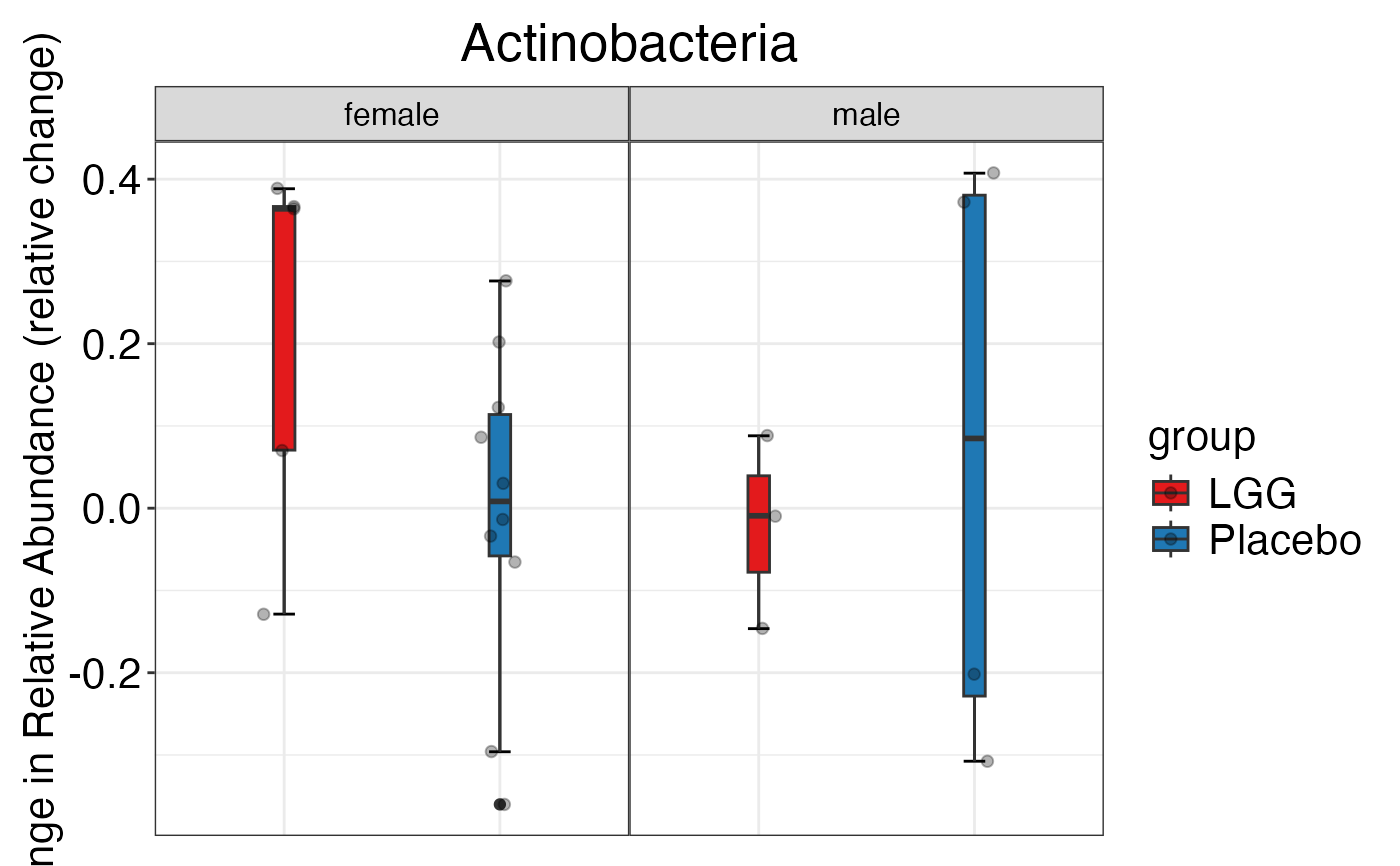 Actinobacteria
female
male
nge in Relative Abundance (relative change)
0.4
0.2
0.0
-0.2
group
LGG
Placebo